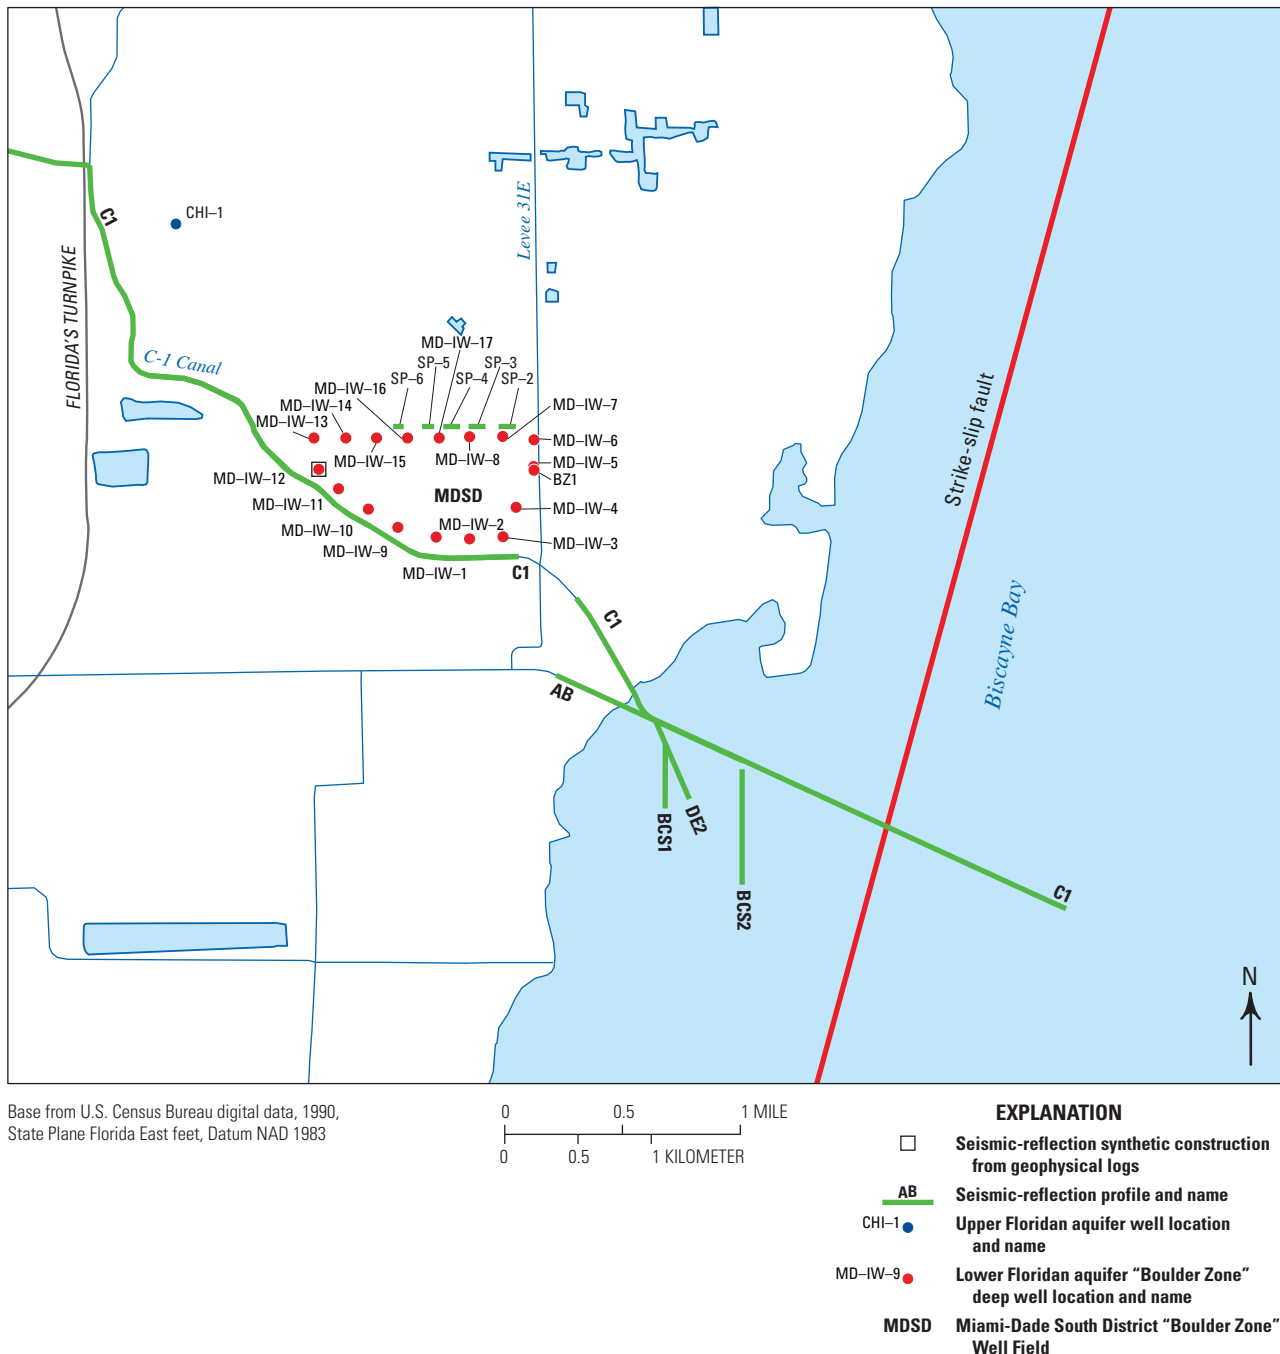 CHI–1
C1
FLORIDA'S TURNPIKE
Levee 31E
C-1 Canal
MD–IW–17
SP–5
SP–3
MD–IW–16
SP–6
SP–4
SP–2
MD–IW–14
MD–IW–7
MD–IW–13
MD–IW–6
MD–IW–15
MD–IW–8
MD–IW–5
MD–IW–12
BZ1
MDSD
MD–IW–11
MD–IW–4
MD–IW–10
MD–IW–2
MD–IW–9
MD–IW–3
MD–IW–1
C1
Strike-slip fault
Biscayne Bay
C1
AB
BCS1
DE2
BCS2
C1
N
Base from U.S. Census Bureau digital data, 1990,
State Plane Florida East feet, Datum NAD 1983
0 0.5 1 MILE
0 0.5 1 KILOMETER
EXPLANATION
Seismic-reflection synthetic construction
from geophysical logs
AB
Seismic-reflection profile and name
CHI–1
Upper Floridan aquifer well location
and name
MD–IW–9
Lower Floridan aquifer “Boulder Zone”
deep well location and name
MDSD
Miami-Dade South District “Boulder Zone”
Well Field